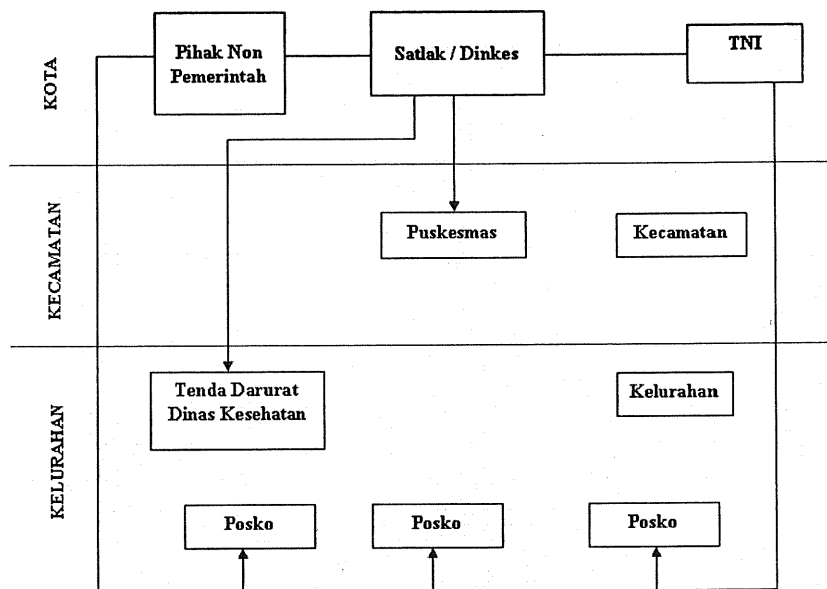 KOTA
Pihak Non
Pemerintah
Satlak / Dinkes
TNI
KECAMATAN
Puskesmas
Kecamatan
KELURAHAN
Tenda Darurat
Dinas Kesehatan
Kelurahan
Posko
Posko
Posko